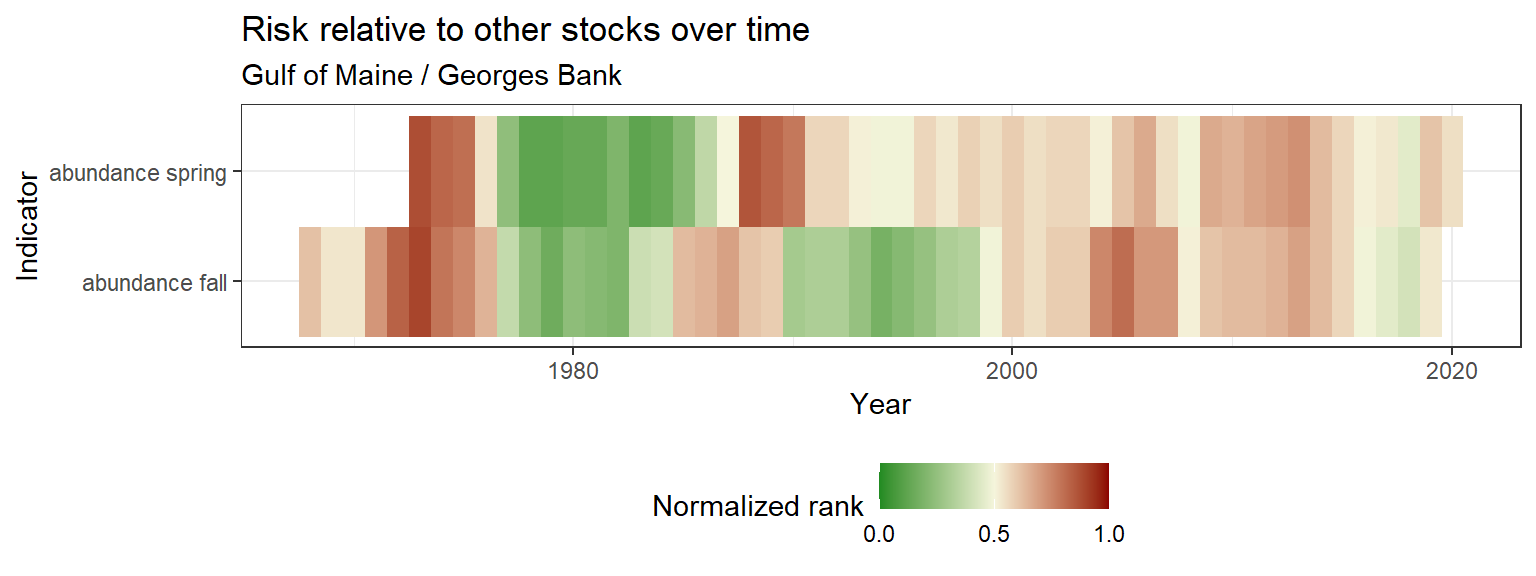 Risk relative to other stocks over time
Gulf of Maine / Georges Bank
Indicator
abundance spring
abundance fall
1980 2000 2020
Year
Normalized rank
0.0 0.5 1.0